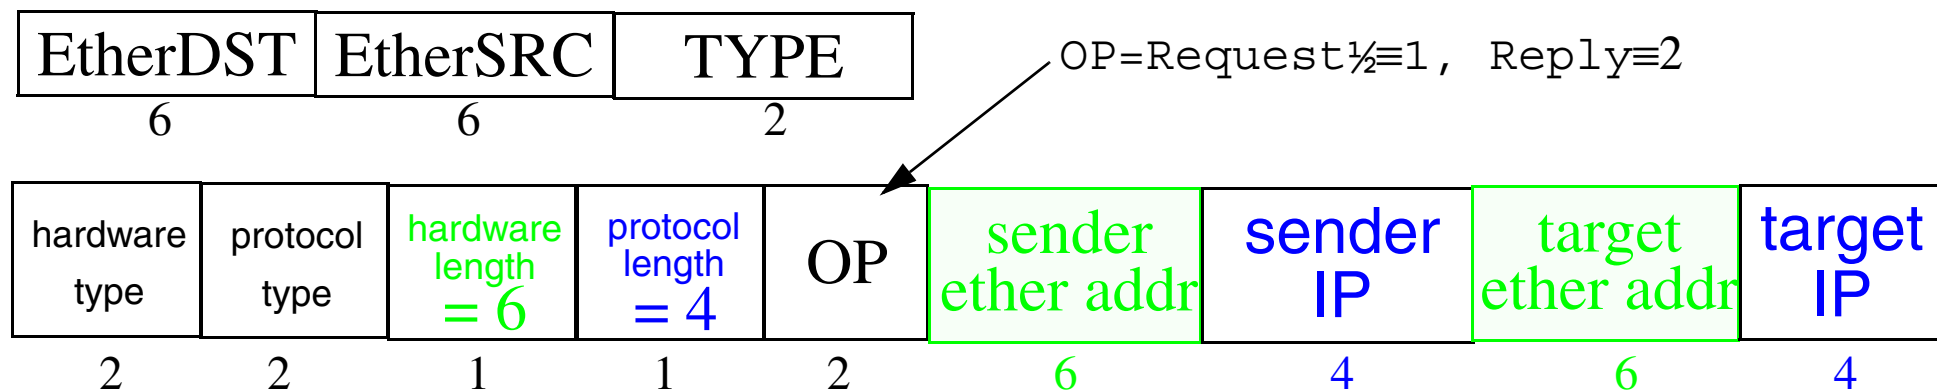 EtherDST EtherSRC TYPE
OP=Request½≡1, Reply≡2
6 6 2
hardware type
protocol type
hardware length = 6
protocol length = 4
OP
sender ether addr
sender IP
target ether addr
target IP
2 2 1 1 2 6 4 6 4